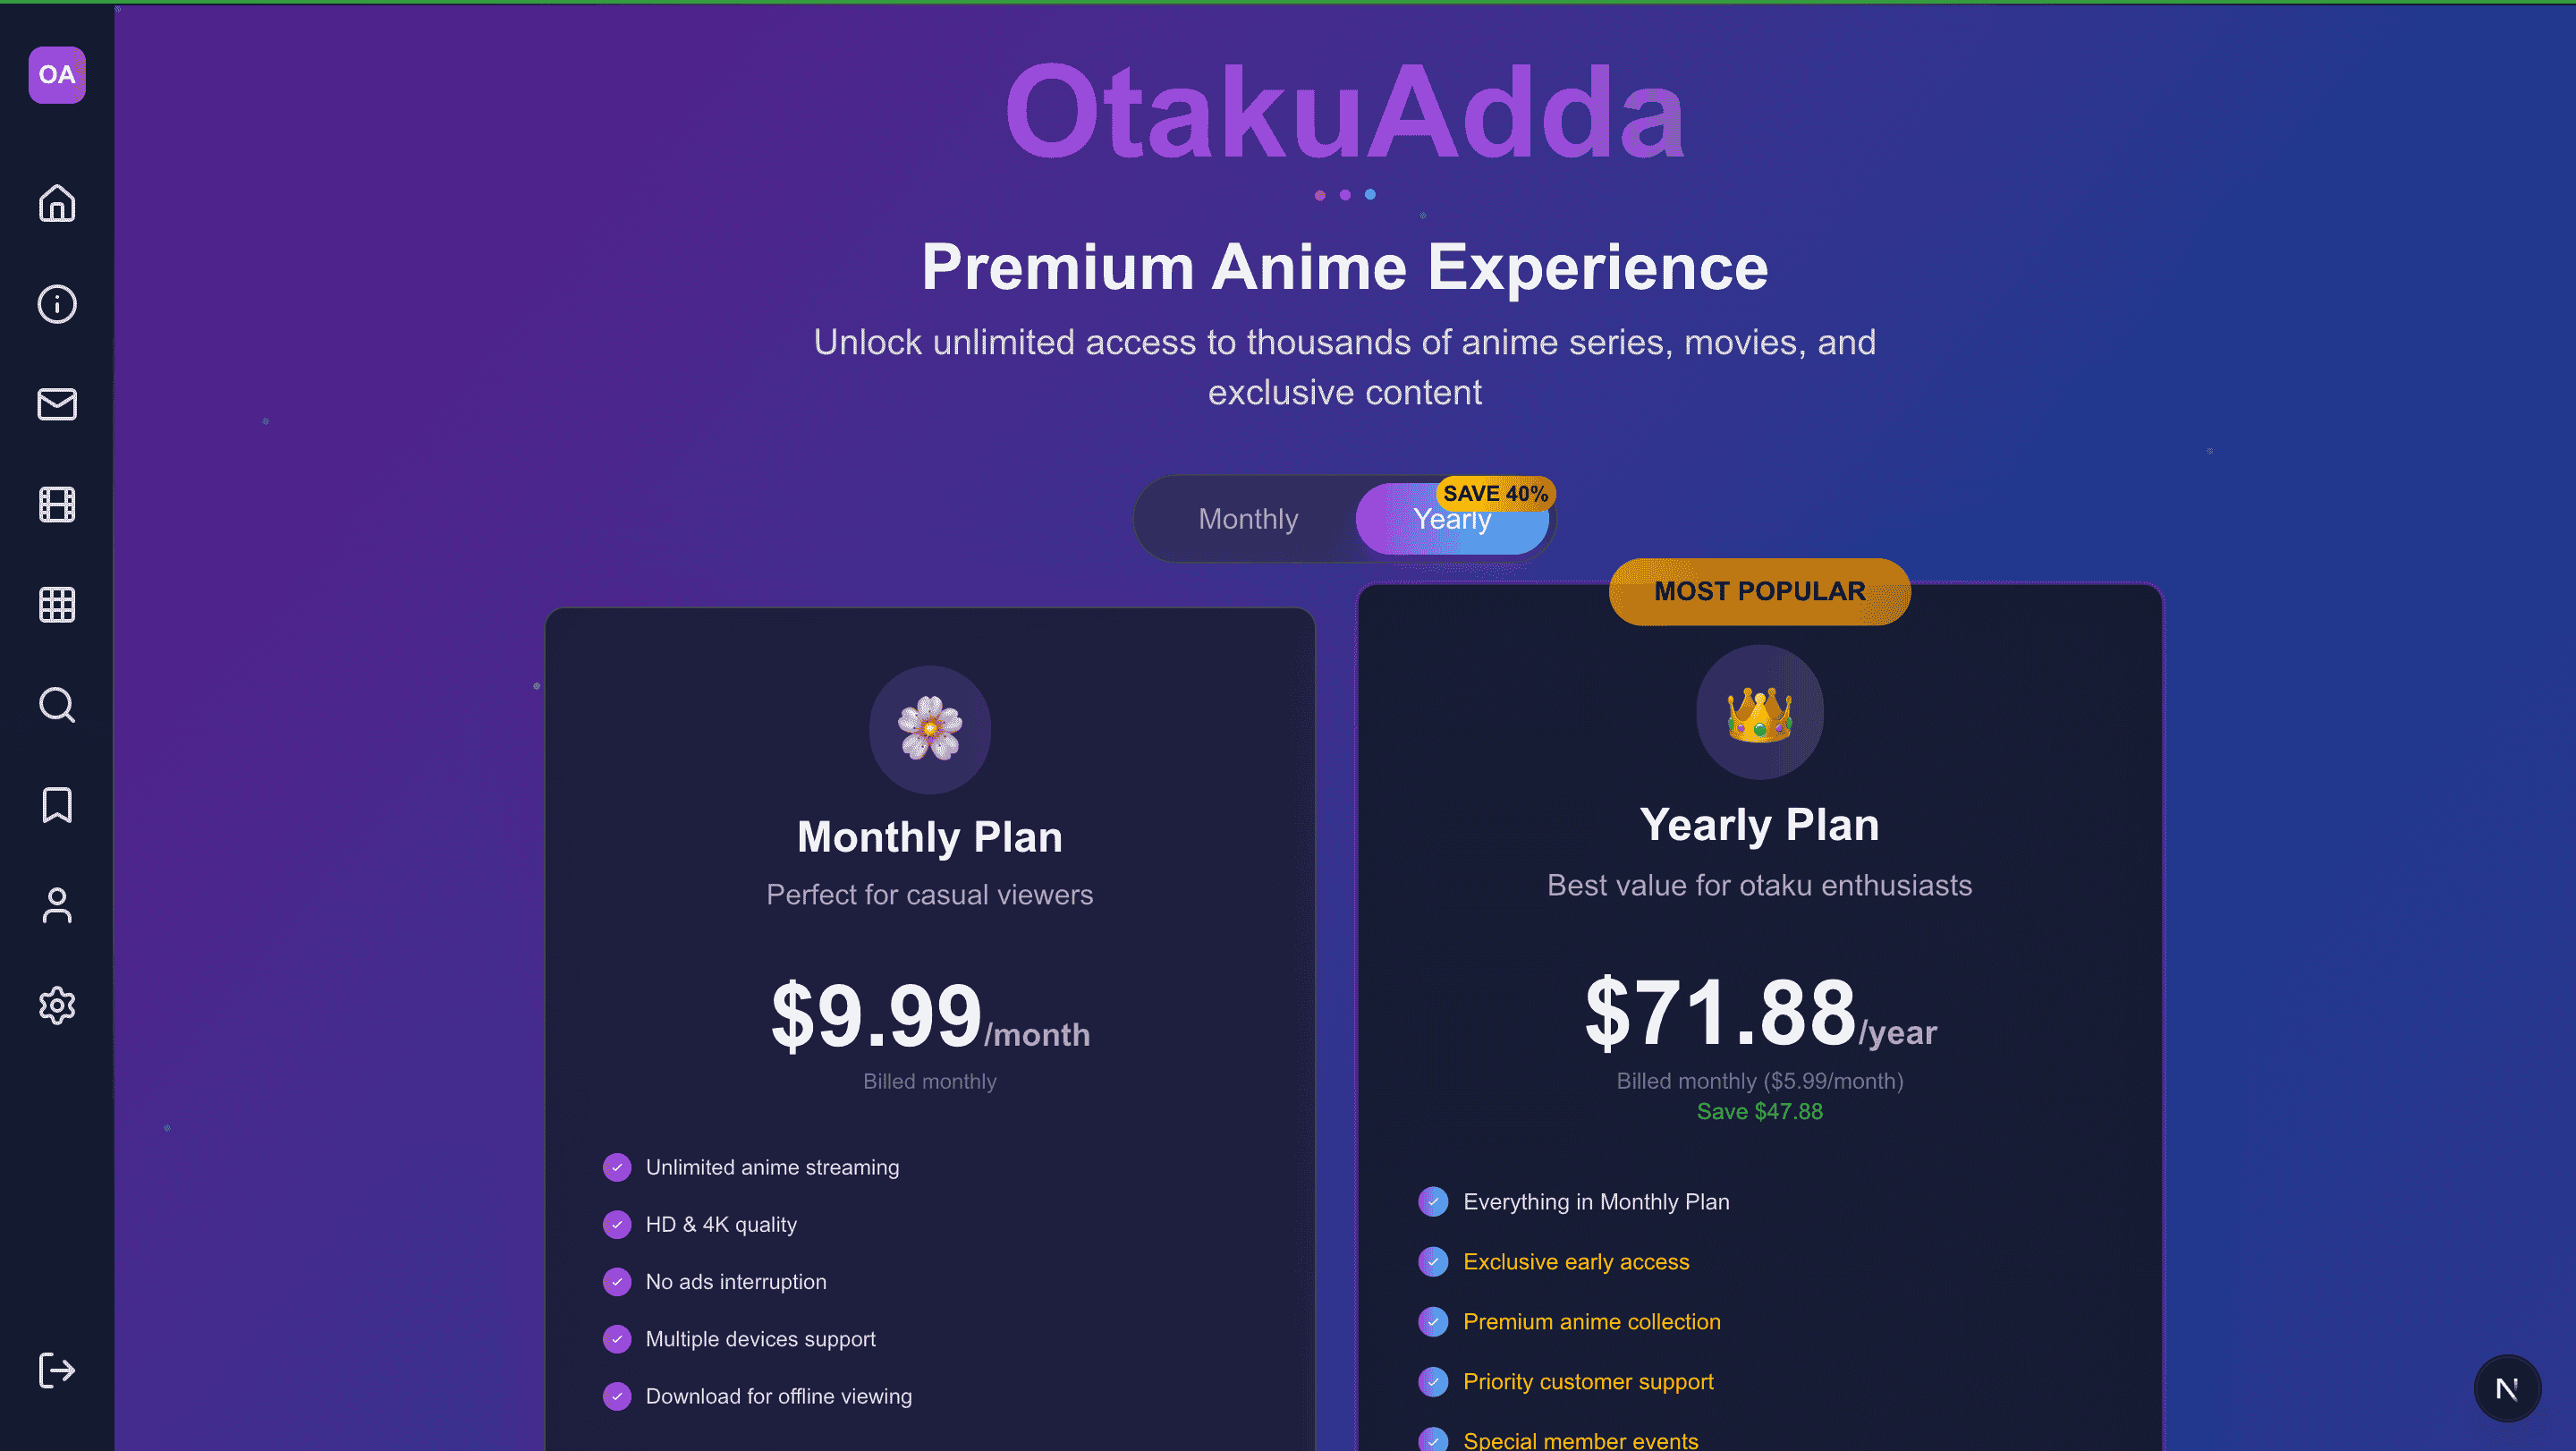 OA
OtakuAdda
Premium Anime Experience
Unlock unlimited access to thousands of anime series, movies, and
exclusive content
Monthly
Yearly
SAVE 40%
Monthly Plan
Perfect for casual viewers
$9.99/month
Billed monthly
Unlimited anime streaming
HD & 4K quality
No ads interruption
Multiple devices support
Download for offline viewing
MOST POPULAR
Yearly Plan
Best value for otaku enthusiasts
$71.88/year
Billed monthly ($5.99/month)
Save $47.88
Everything in Monthly Plan
Exclusive early access
Premium anime collection
Priority customer support
Special member events
N